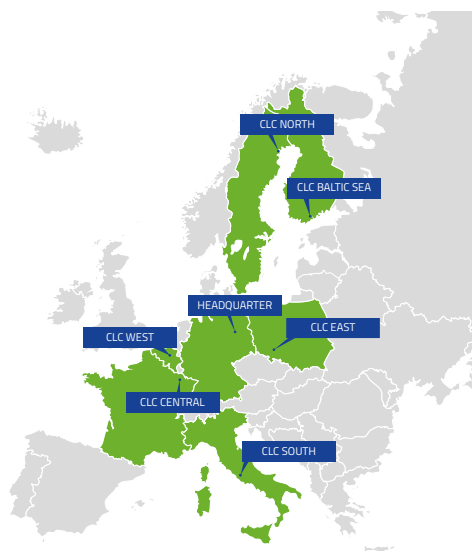 CLC NORTH
CLC BALTIC SEA
HEADQUARTER
CLC EAST
CLC WEST
CLC CENTRAL
CLC SOUTH